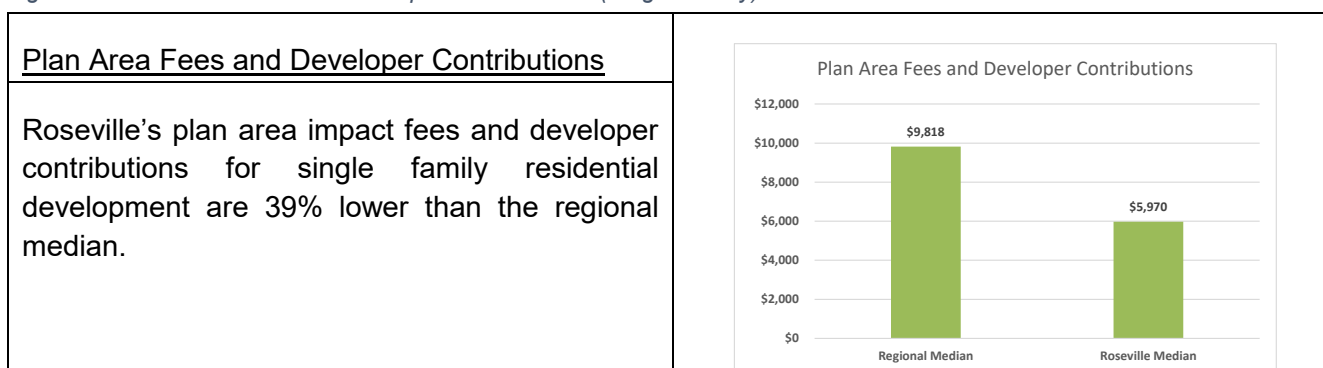 Plan Area Fees and Developer Contributions
Roseville’s plan area impact fees and developer
contributions for single family residential
development are 39% lower than the regional
median.
Plan Area Fees and Developer Contributions
$12,000
$10,000
$8,000
$6,000
$4,000
$2,000
$0
$9,818
$5,970
Regional Median
Roseville Median